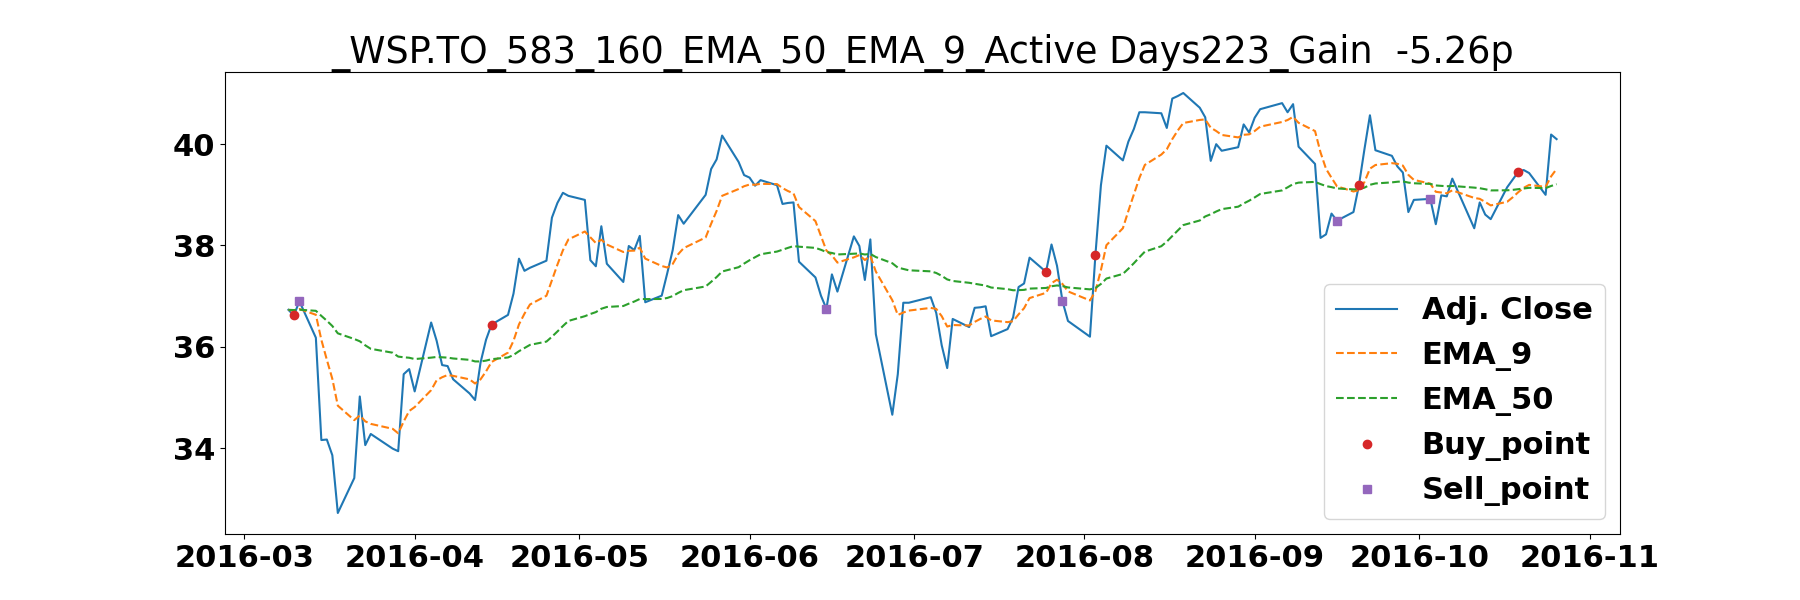 _WSP.TO_583_160_EMA_50_EMA_9_Active Days223_Gain  -5.26p
40
38
36
34
Adj. Close
EMA_9
EMA_50
Buy_point
Sell_point
2016-03 2016-04 2016-05 2016-06 2016-07 2016-08 2016-09 2016-10 2016-11